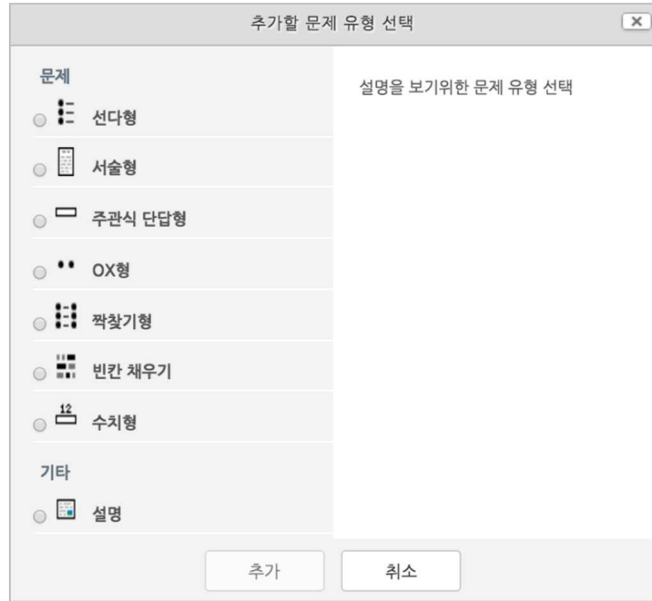 추가할 문제 유형 선택
문제
선다형
서술형
주관식 단답형
OX형
짝찾기형
빈칸 채우기
12
수치형
기타
설명
설명을 보기위한 문제 유형 선택
추가
취소